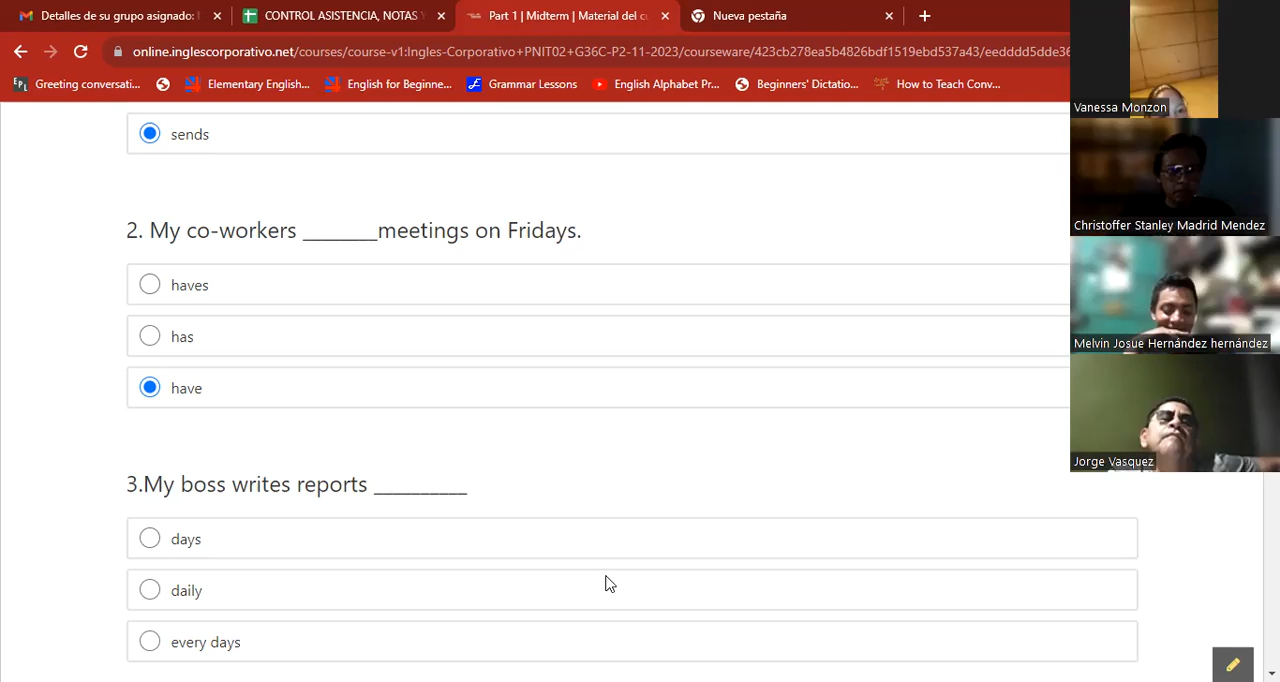 Detalles de su grupo asignado:
CONTROL ASISTENCIA, NOTAS Y
Part 1 | Midterm | Material del cu
Nueva pestaña
online.inglescorporativo.net/courses/course-v1:Ingles-Corporativo+PNIT02+G36C-P2-11-2023/courseware/423cb278ea5b4826bdf1519ebd537a43/eedddd5dde36
EPL
Greeting conversati...
Elementary English...
English for Beginne...
Grammar Lessons
English Alphabet Pr...
Beginners' Dictatio...
How to Teach Conv...
Vanessa Monzon
sends
Christoffer Stanley Madrid Mendez
2. My co-workers _______meetings on Fridays.
haves
has
Melvin Josue Hernández hernández
have
Jorge Vasquez
3.My boss writes reports _________
days
daily
every days